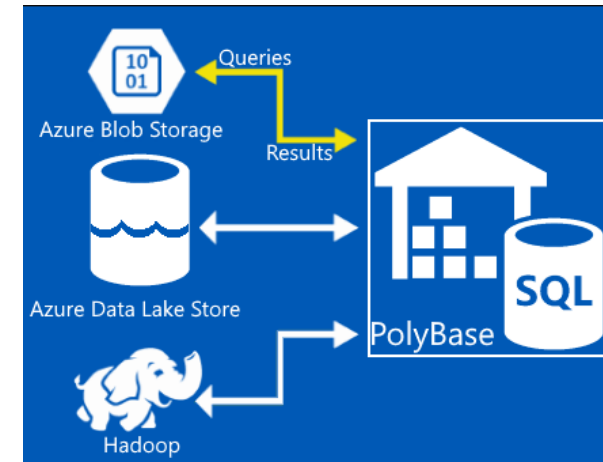 10
01
Queries
Azure Blob Storage
Results
SQL
Azure Data Lake Store
PolyBase
Hadoop